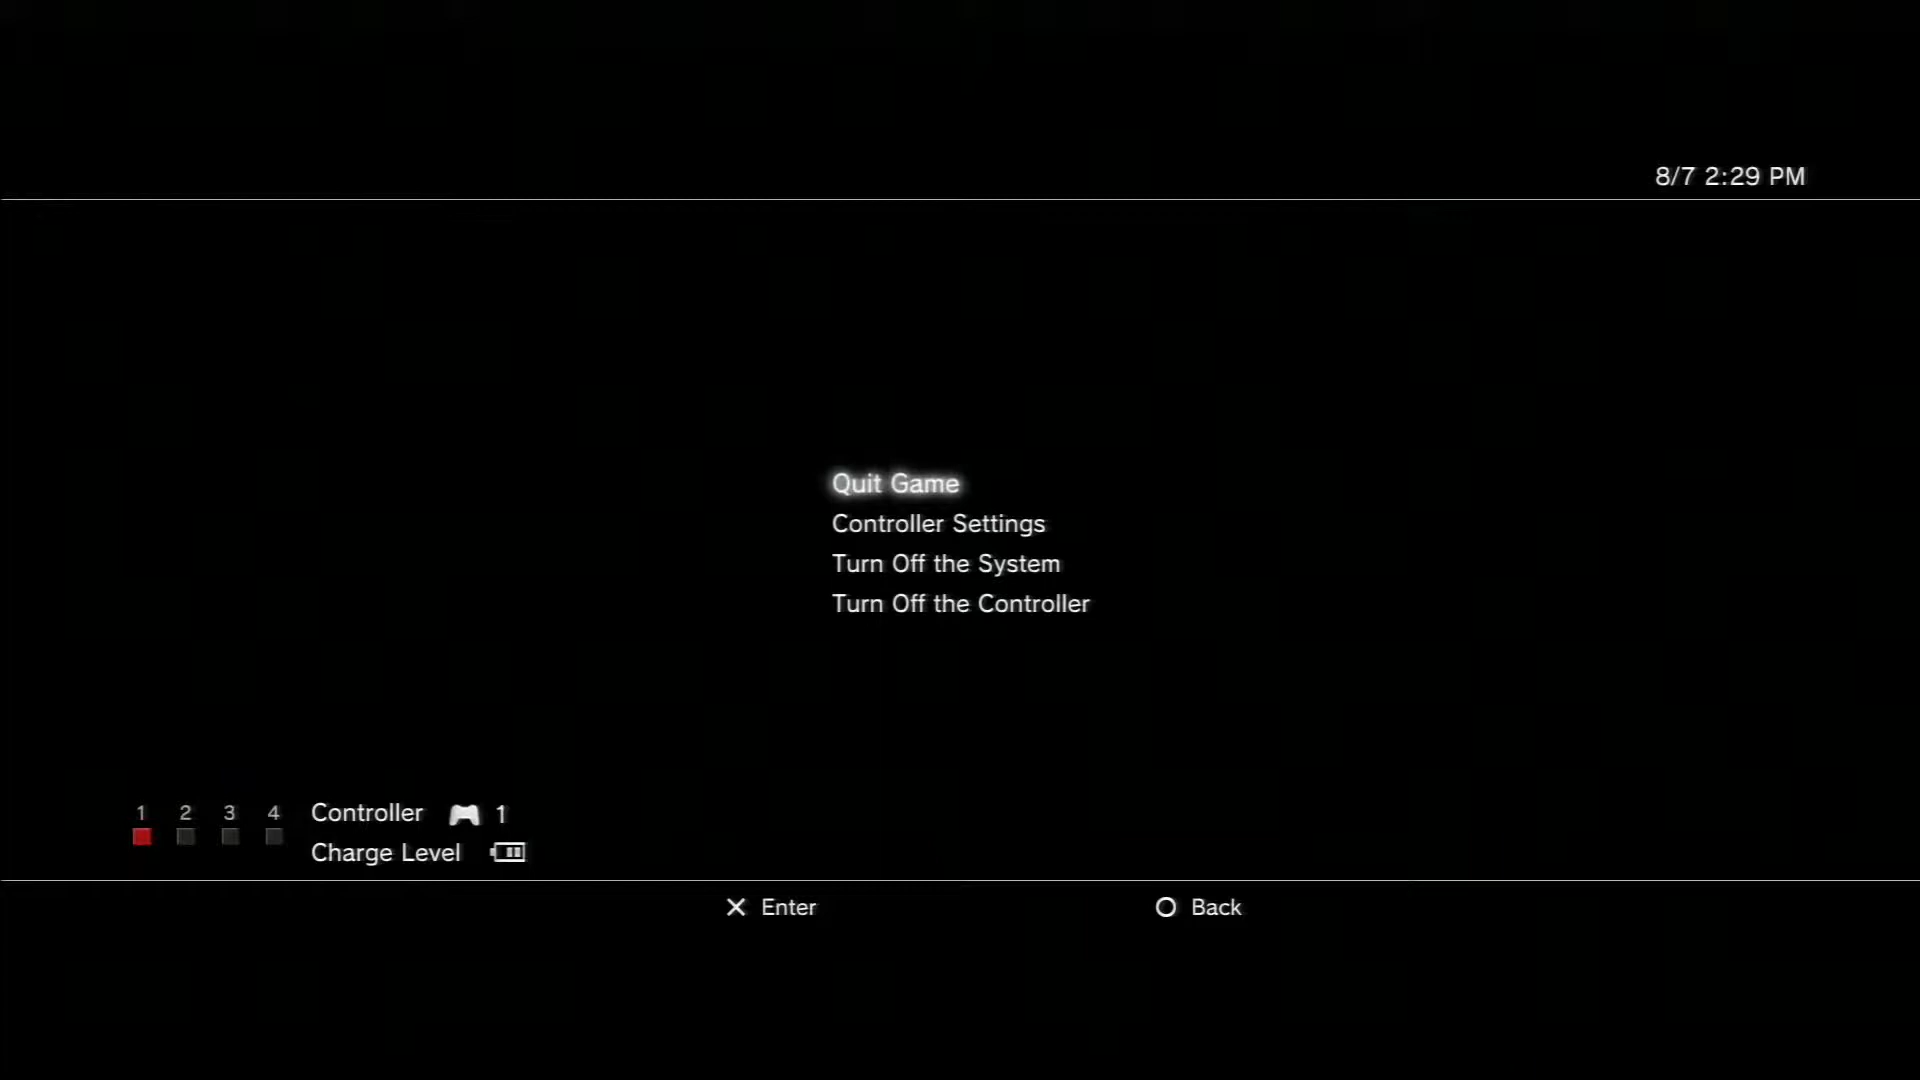 8/7 2:29 PM
Quit Game
Controller Settings
Turn Off the System
Turn Off the Controller
1 2 3 4 Controller 1
Charge Level
Enter Back